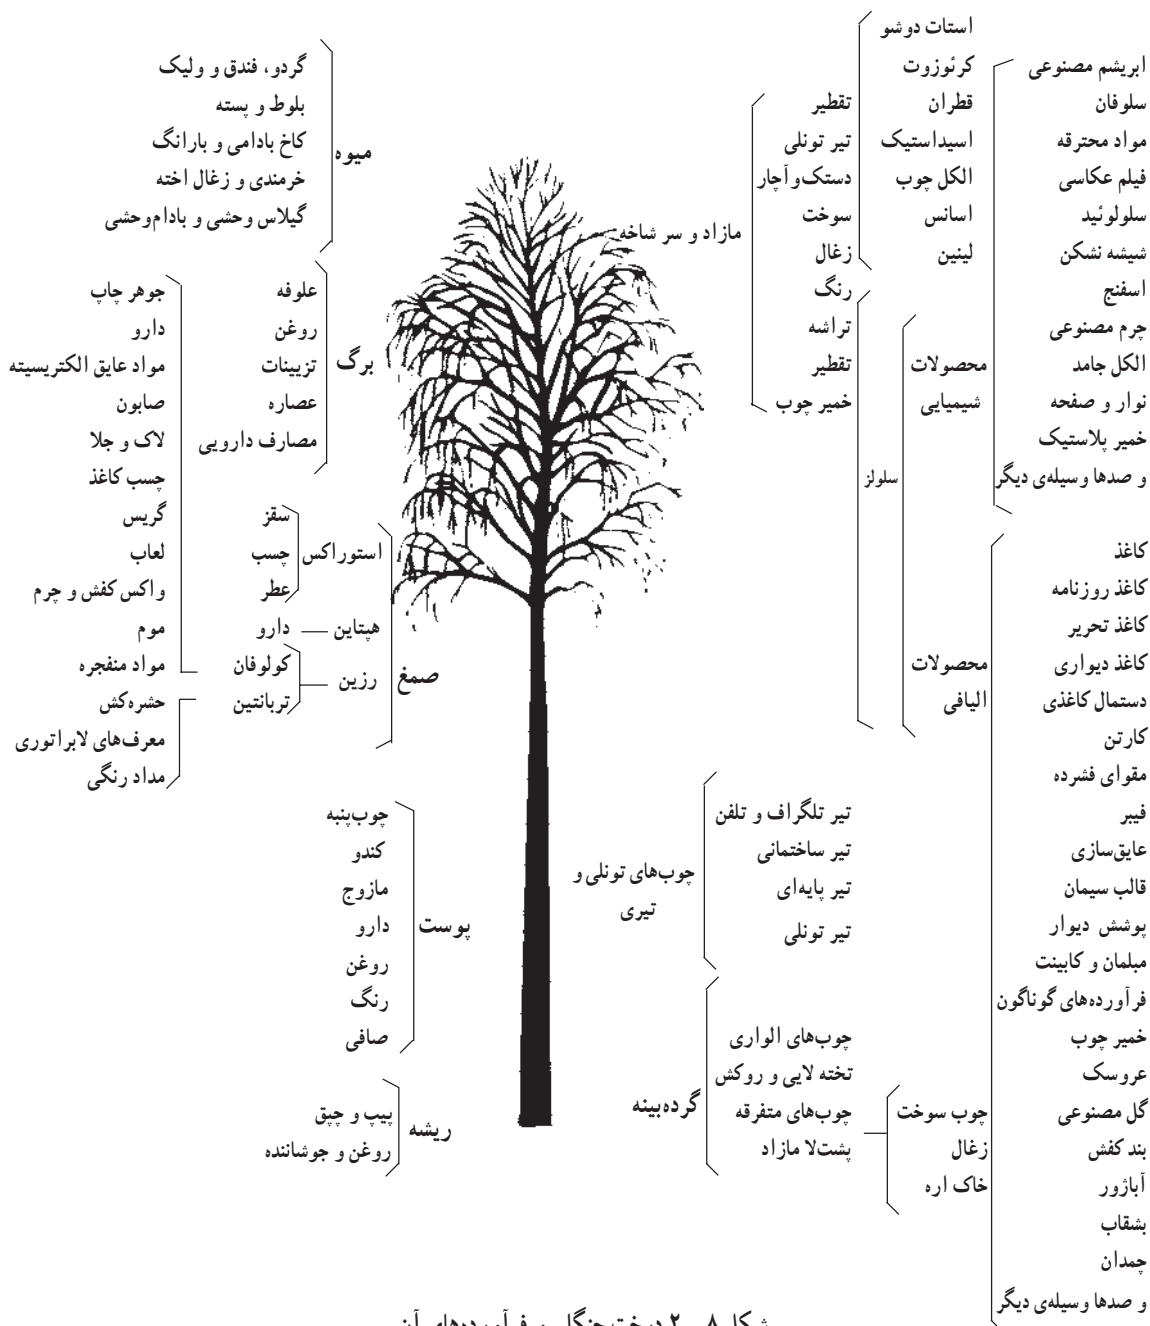 استات دوشو
کرئوزوت
قطران
اسیداستیک
الکل چوب
اسانس
لینین
ابریشم مصنوعی
سلوفان
مواد محترقه
فیلم عکاسی
سلولوئید
شیشه نشکن
اسفنج
چرم مصنوعی
الکل جامد
نوار و صفحه
خمیر پلاستیک
و صدها وسیله‌ی دیگر
محصولات
شیمیایی
سلولز
تقطیر
تیر تونلی
دستک و آچار
سوخت
زغال
رنگ
تراشه
تقطیر
خمیر چوب
مازاد و سر شاخه
محصولات
الیافی
کاغذ
کاغذ روزنامه
کاغذ تحریر
کاغذ دیواری
دستمال کاغذی
کارتن
مقوای فشرده
فیبر
عایق‌سازی
قالب سیمان
پوشش دیوار
مبلمان و کابینت
فرآورده‌های گوناگون
خمیر چوب
عروسک
گل مصنوعی
بند کفش
آباژور
بشقاب
چمدان
و صدها وسیله‌ی دیگر
تیر تلگراف و تلفن
تیر ساختمانی
تیر پایه‌ای
تیر تونلی
چوب‌های تونلی و
تیری
چوب‌های الواری
تخته لایی و روکش
چوب‌های متفرقه
پشت‌لا مازاد
گرده‌بینه
چوب سوخت
زغال
خاک اره
میوه
گردو، فندق و ولیک
بلوط و پسته
کاخ بادامی و بارانگ
خرمندی و زغال اخته
گیلاس وحشی و بادام‌وحشی
برگ
علوفه
روغن
تزیینات
عصاره
مصارف دارویی
صمغ
استوراکس
سقز
چسب
عطر
هپتاین — دارو
رزین
کولوفان
تربانتین
جوهر چاپ
دارو
مواد عایق الکتریسیته
صابون
لاک و جلا
چسب کاغذ
گریس
لعاب
واکس کفش و چرم
موم
مواد منفجره
حشره‌کش
معرف‌های لابراتوری
مداد رنگی
پوست
چوب‌پنبه
کندو
مازوج
دارو
روغن
رنگ
صافی
ریشه
پیپ و چپق
روغن و جوشاننده
شکل ۸ ــ ۲ درخت جنگلی و فرآورده‌های آن